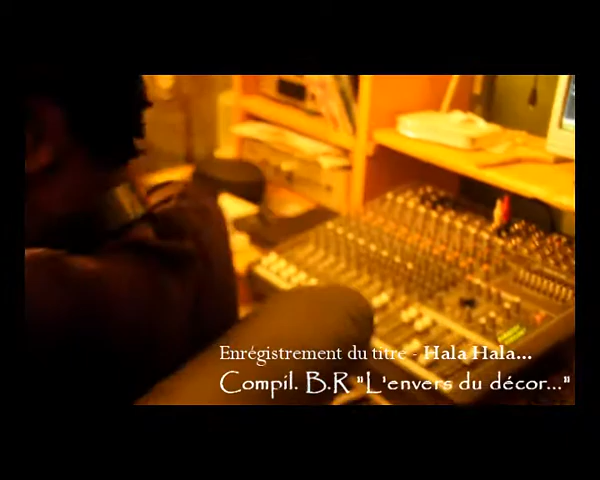 Enrégistrement du titre - Hala Hala...
Compil. B.R "L'envers du décor..."